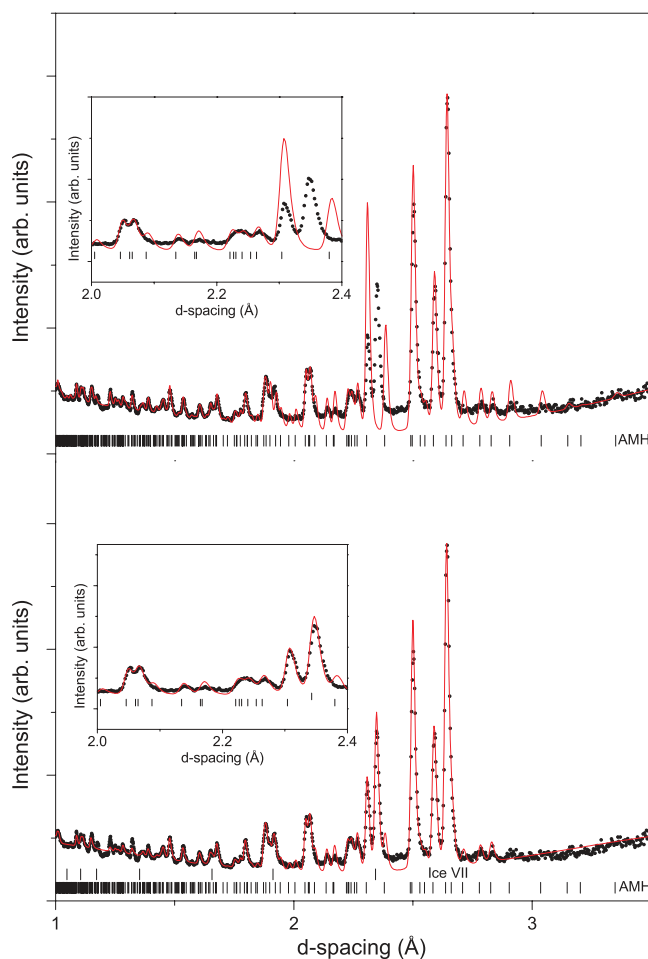 Intensity (arb. units)
Intensity (arb. units)
2.0
2.2
2.4
d-spacing (Å)
AMH
Intensity (arb. units)
Intensity (arb. units)
2.0
2.2
2.4
d-spacing (Å)
Ice VII
AMH
1
2
3
d-spacing (Å)